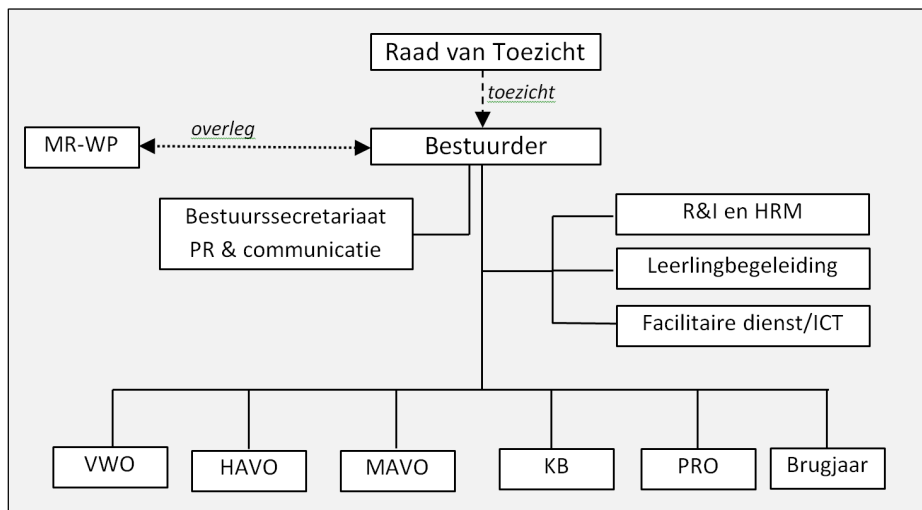 Raad van Toezicht
toezicht
overleg
MR-WP
Bestuurder
Bestuurssecretariaat
PR & communicatie
R&I en HRM
Leerlingbegeleiding
Facilitaire dienst/ICT
VWO
HAVO
MAVO
KB
PRO
Brugjaar